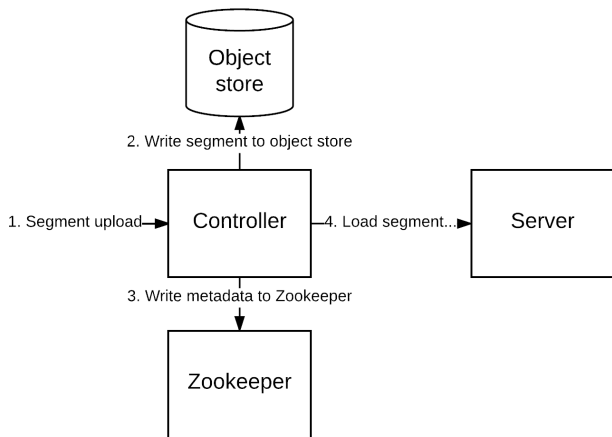 Object
store
2. Write segment to object store
1. Segment upload
Controller
4. Load segment...
Server
3. Write metadata to Zookeeper
Zookeeper